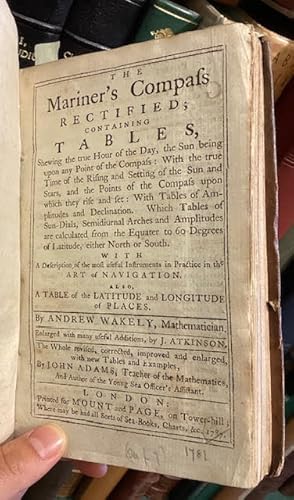 THE
Mariner's Compaſs
RECTIFIED;
CONTAINING
TABLES,
Shewing the true Hour of the Day, the Sun being
upon any Point of the Compaſs: With the true
Time of the Riſing and Setting of the Sun and
Stars, and the Points of the Compaſs upon
which they riſe and ſet: With Tables of Am-
plitudes and Declination. Which Tables of
Sun-Dials, Semidiurnal Arches and Amplitudes
are calculated from the Equator to 60 Degrees
of Latitude, either North or South.
WITH
A Deſcription of the moſt uſeful Inſtruments in Practice in the
ART of NAVIGATION.
ALSO,
A TABLE of the LATITUDE and LONGITUDE
of PLACES.
By ANDREW WAKELY, Mathematician.
Enlarged with many uſeful Additions, by J. ATKINSON.
The Whole reviſed, corrected, improved and enlarged,
with new Tables and Examples,
By JOHN ADAMS, Teacher of the Mathematics,
And Author of the Young Sea Officer's Aſſiſtant.
LONDON:
Printed for MOUNT and PAGE, on Tower-hill;
Where may be had all Sorts of Sea-Books, Charts, &c.
1781